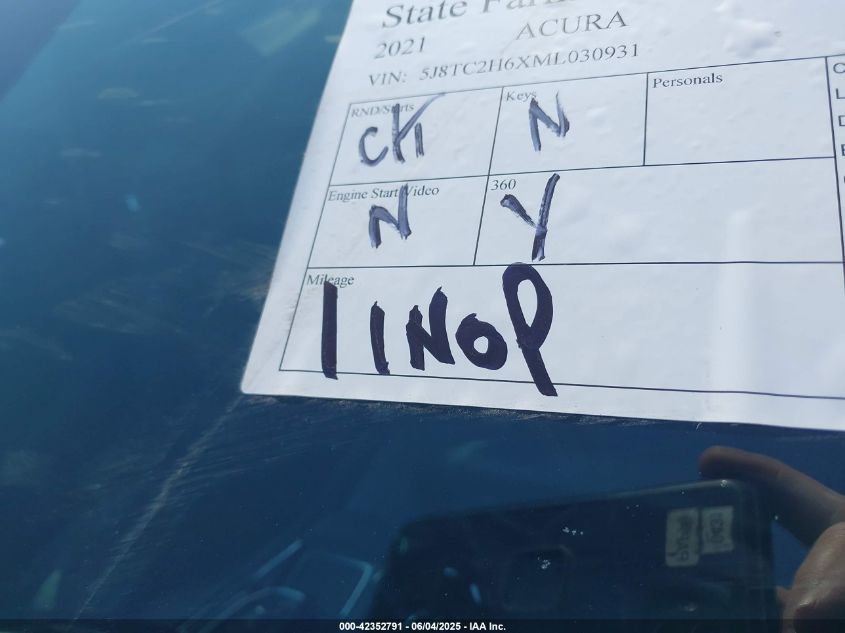 State Farm
2021 ACURA
VIN: 5J8TC2H6XML030931
RND/Starts Keys Personals
CH N
Engine Start Video 360
N Y
Mileage
I INOP
000-42352791 - 06/04/2025 - IAA Inc.